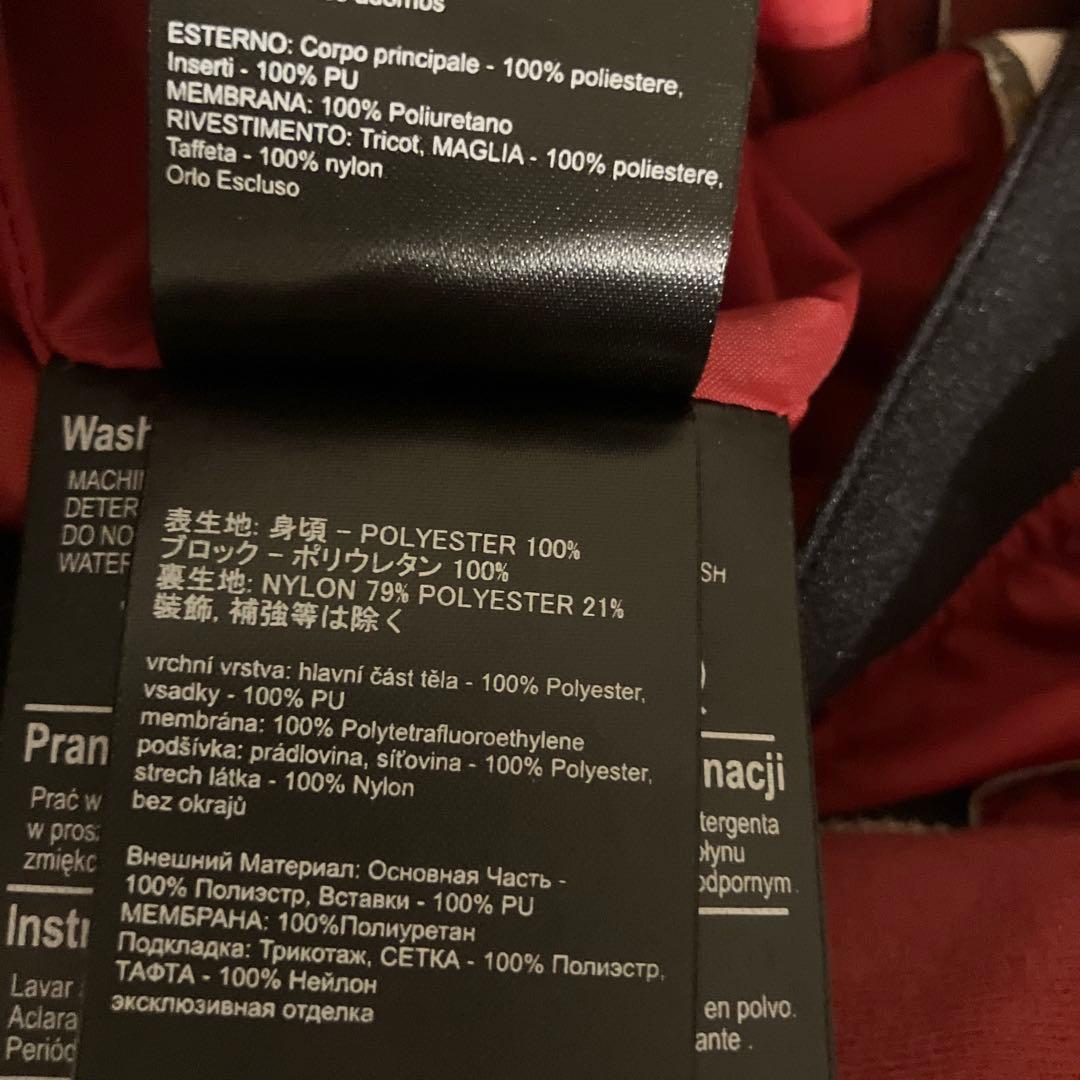 ESTERNO: Corpo principale - 100% poliestere,
Inserti - 100% PU
MEMBRANA: 100% Poliuretano
RIVESTIMENTO: Tricot, MAGLIA - 100% poliestere,
Taffeta - 100% nylon
Orlo Escluso
Wash
MACHI
DETER
DO NO
WATER
SH
表生地: 身頃 – POLYESTER 100%
ブロック – ポリウレタン 100%
裏生地: NYLON 79% POLYESTER 21%
装飾, 補強等は除く
vrchní vrstva: hlavní část těla - 100% Polyester,
vsadky - 100% PU
membrána: 100% Polytetrafluoroethylene
podšívka: prádlovina, síťovina - 100% Polyester,
strech látka - 100% Nylon
bez okrajů
Внешний Материал: Основная Часть -
100% Полиэстр, Вставки - 100% PU
МЕМБРАНА: 100%Полиуретан
Подкладка: Трикотаж, СЕТКА - 100% Полиэстр,
ТАФТА - 100% Нейлон
эксклюзивная отделка
Pran
nacji
Prać w
tergenta
w pros
płynu
zmiękc
odpornym.
Instr
Lavar
en polvo.
Aclara
ante .
Periód